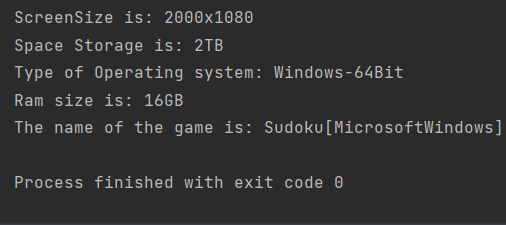 ScreenSize is: 2000x1080
Space Storage is: 2TB
Type of Operating system: Windows-64Bit
Ram size is: 16GB
The name of the game is: Sudoku[MicrosoftWindows]
Process finished with exit code 0